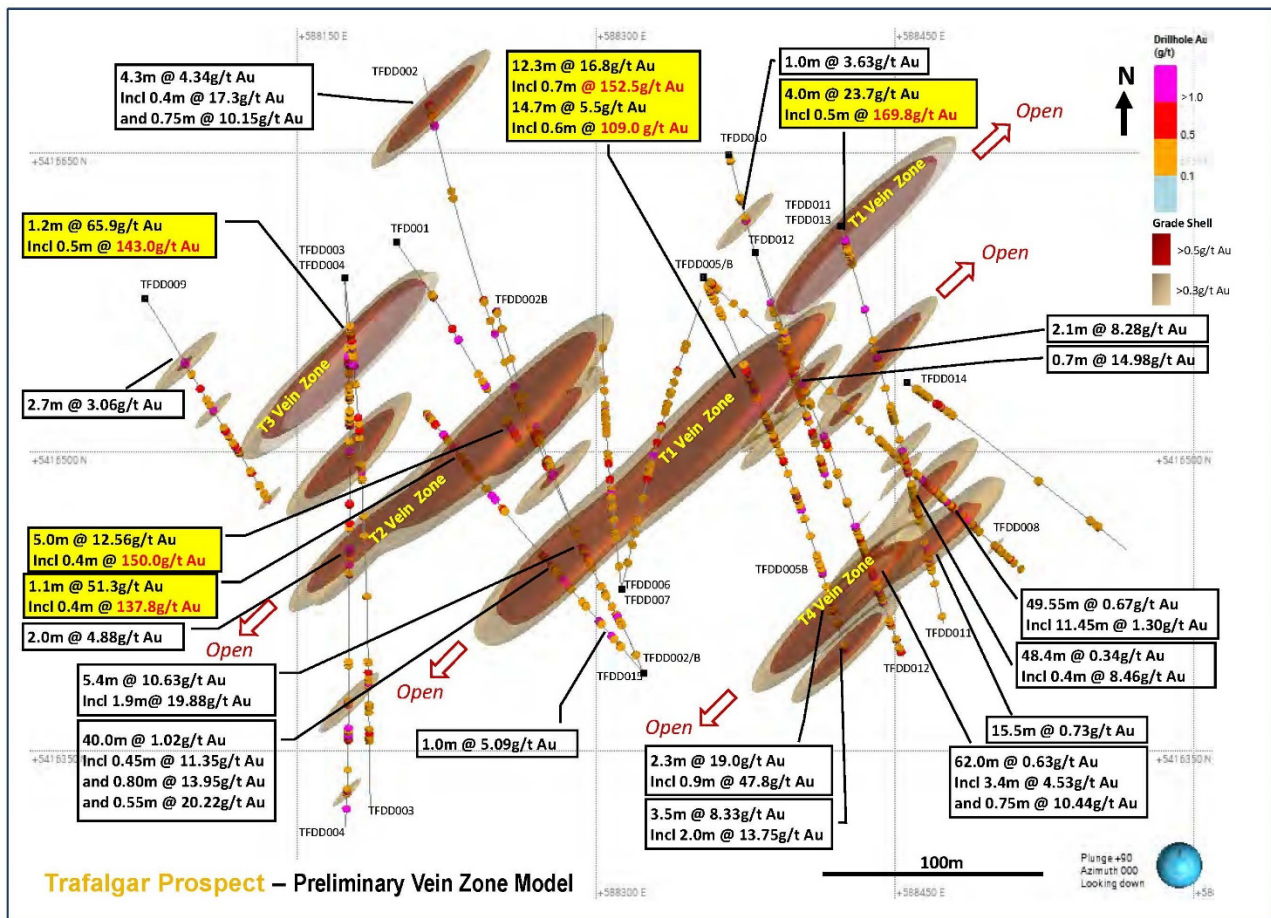 +588150 E
+588300 E
+588450 E
Drillhole Au
(g/t)
>1.0
0.5
0.1
Grade Shell
>0.5g/t Au
>0.3g/t Au
N
4.3m @ 4.34g/t Au
Incl 0.4m @ 17.3g/t Au
and 0.75m @ 10.15g/t Au
TFDD002
12.3m @ 16.8g/t Au
Incl 0.7m @ 152.5g/t Au
14.7m @ 5.5g/t Au
Incl 0.6m @ 109.0 g/t Au
1.0m @ 3.63g/t Au
4.0m @ 23.7g/t Au
Incl 0.5m @ 169.8g/t Au
Open
+5416650 N
TFDD010
T1 Vein Zone
1.2m @ 65.9g/t Au
Incl 0.5m @ 143.0g/t Au
TFDD001
TFDD003
TFDD004
TFDD011
TFDD013
TFDD012
TFDD005/B
Open
TFDD009
TFDD002B
2.1m @ 8.28g/t Au
0.7m @ 14.98g/t Au
2.7m @ 3.06g/t Au
T3 Vein Zone
TFDD014
T1 Vein Zone
+5416500 N
+5416500 N
T2 Vein Zone
5.0m @ 12.56g/t Au
Incl 0.4m @ 150.0g/t Au
1.1m @ 51.3g/t Au
Incl 0.4m @ 137.8g/t Au
2.0m @ 4.88g/t Au
TFDD008
TFDD005B
TFDD006
TFDD007
T4 Vein Zone
TFDD011
49.55m @ 0.67g/t Au
Incl 11.45m @ 1.30g/t Au
Open
TFDD002/B
TFDD015
TFDD012
48.4m @ 0.34g/t Au
Incl 0.4m @ 8.46g/t Au
5.4m @ 10.63g/t Au
Incl 1.9m@ 19.88g/t Au
Open
Open
15.5m @ 0.73g/t Au
40.0m @ 1.02g/t Au
Incl 0.45m @ 11.35g/t Au
and 0.80m @ 13.95g/t Au
and 0.55m @ 20.22g/t Au
1.0m @ 5.09g/t Au
2.3m @ 19.0g/t Au
Incl 0.9m @ 47.8g/t Au
62.0m @ 0.63g/t Au
Incl 3.4m @ 4.53g/t Au
and 0.75m @ 10.44g/t Au
+5416350 N
+5416350 N
3.5m @ 8.33g/t Au
Incl 2.0m @ 13.75g/t Au
TFDD003
TFDD004
100m
Plunge +90
Azimuth 000
Looking down
Trafalgar Prospect – Preliminary Vein Zone Model
+588300 E
+588450 E